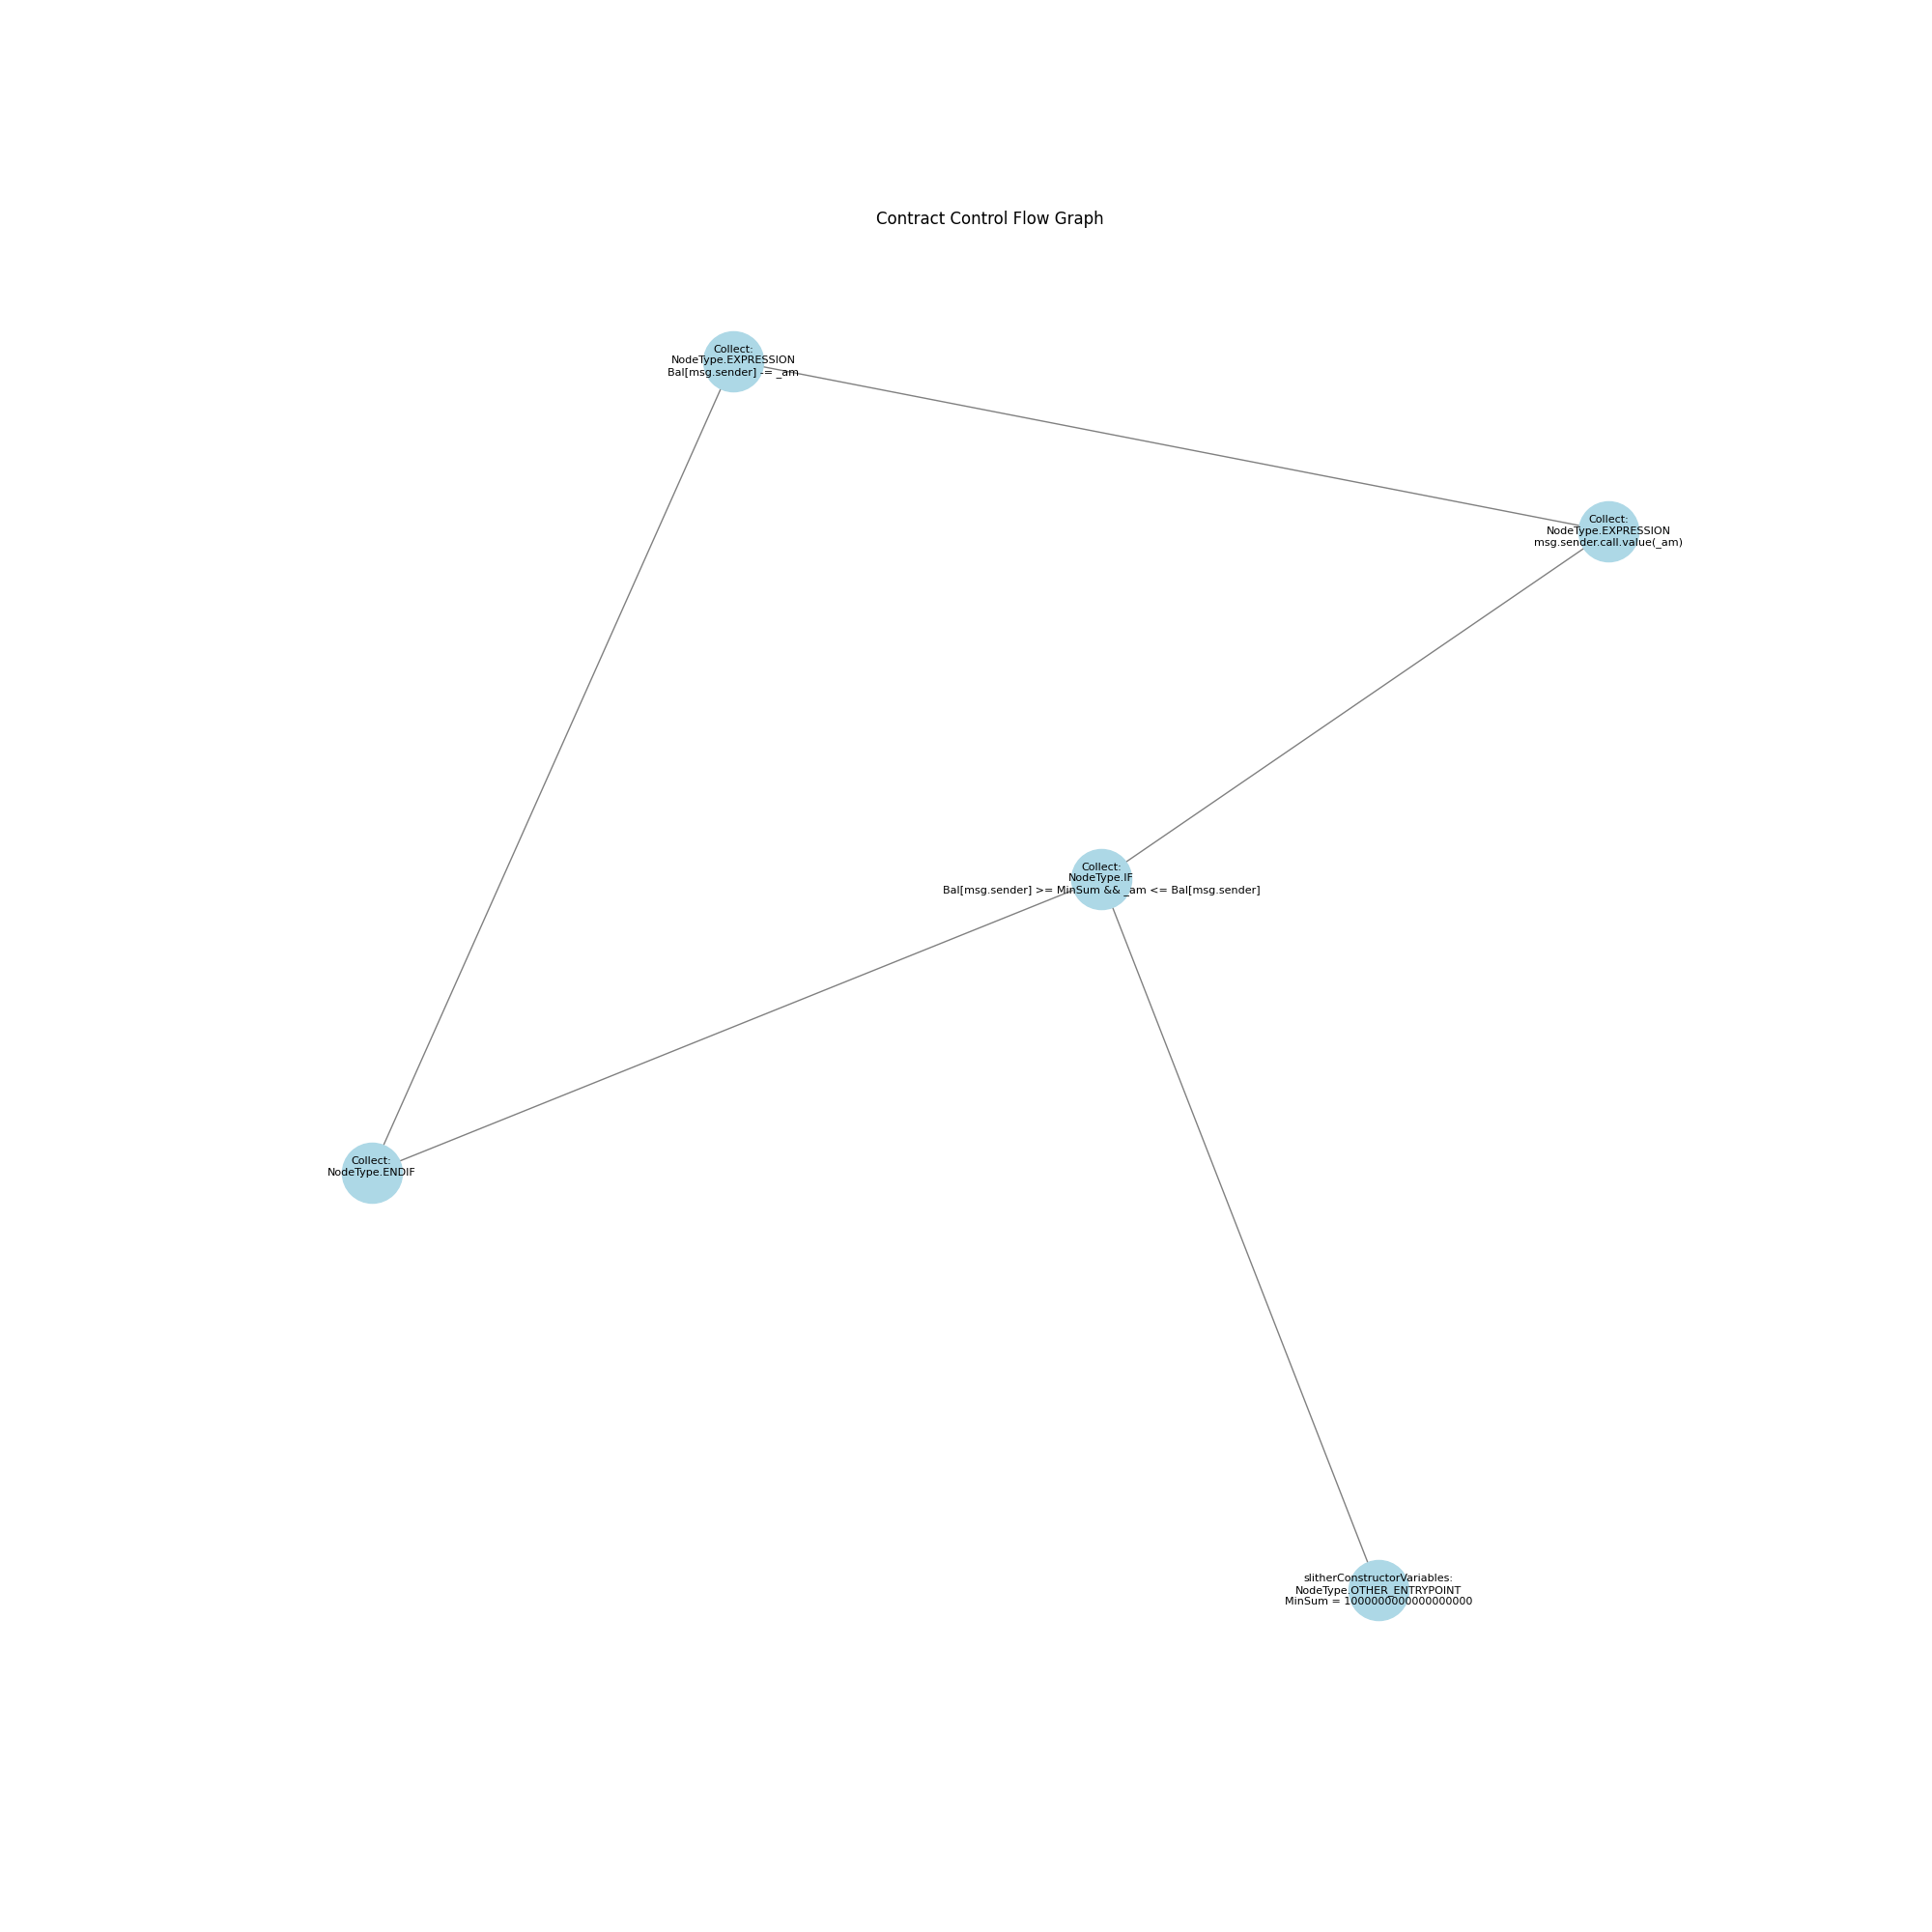 Contract Control Flow Graph
Collect:
NodeType.EXPRESSION
Bal[msg.sender] -= _am
Collect:
NodeType.EXPRESSION
msg.sender.call.value(_am)
Collect:
NodeType.IF
Bal[msg.sender] >= MinSum && _am <= Bal[msg.sender]
Collect:
NodeType.ENDIF
slitherConstructorVariables:
NodeType.OTHER_ENTRYPOINT
MinSum = 1000000000000000000